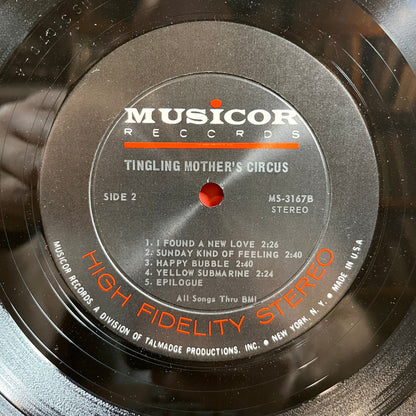 MUSICOR
RECORDS
TINGLING MOTHER'S CIRCUS
SIDE 2
MS-3167B
STEREO
1. I FOUND A NEW LOVE 2:26
2. SUNDAY KIND OF FEELING 2:40
3. HAPPY BUBBLE 2:40
4. YELLOW SUBMARINE 2:24
5. EPILOGUE
All Songs Thru BMI
HIGH FIDELITY STEREO
MUSICOR RECORDS, A DIVISION OF TALMADGE PRODUCTIONS, INC. • NEW YORK, N. Y. • MADE IN U.S.A.